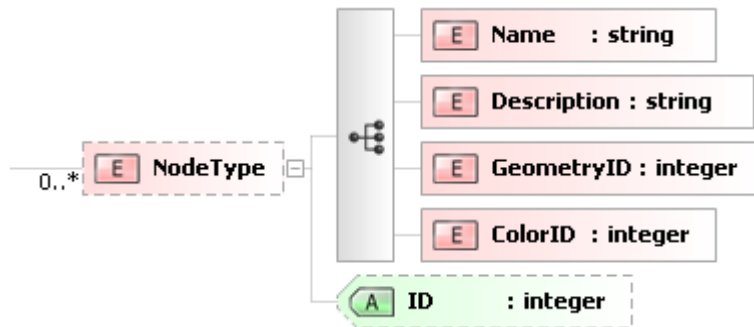 E Name : string
E Description : string
0..* E NodeType
E GeometryID : integer
E ColorID : integer
A ID : integer